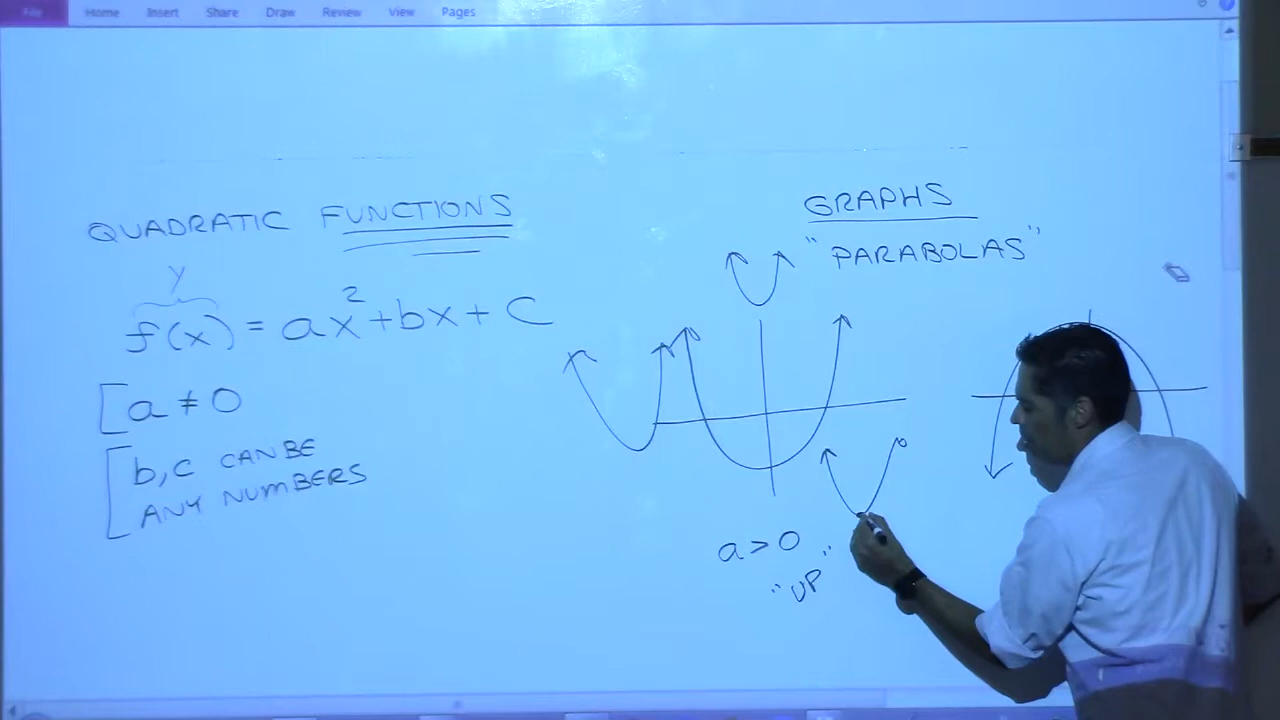 File Home Insert Share Draw Review View Pages
QUADRATIC FUNCTIONS
y
f(x) = ax²+bx+c
[a ≠ 0
[b,c CAN BE
ANY NUMBERS
GRAPHS
"PARABOLAS"
a > 0
"UP"